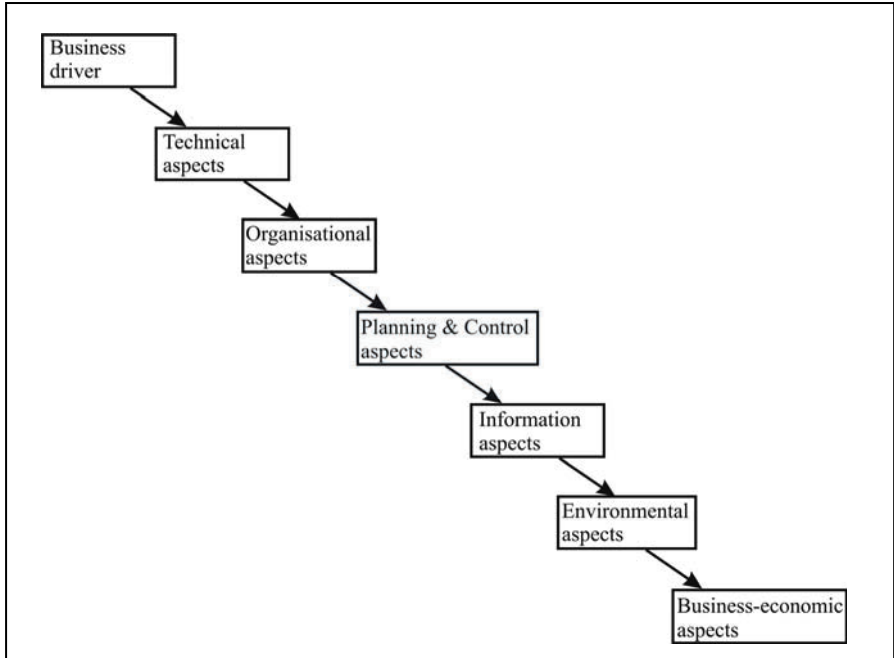 Business
driver
Technical
aspects
Organisational
aspects
Planning & Control
aspects
Information
aspects
Environmental
aspects
Business-economic
aspects